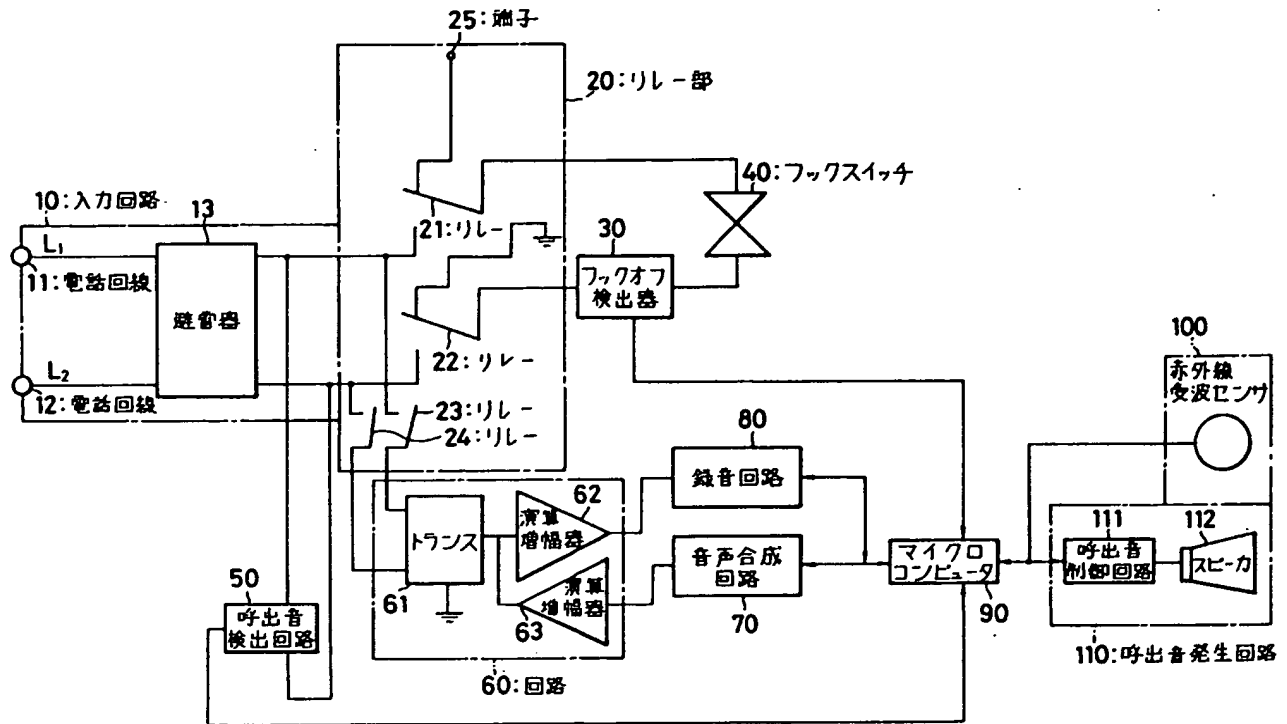 25:端子
20:リレー部
40:フックスイッチ
10:入力回路
13
L₁
21:リレー
30
11:電話回線
避雷器
フックオフ
検出器
L₂
22:リレー
12:電話回線
23:リレー
24:リレー
100
赤外線
受波センサ
80
録音回路
62
演算
増幅器
トランス
61
音声合成
回路
70
演算
増幅器
63
マイクロ
コンピュータ
90
111
呼出音
制御回路
112
スピーカ
50
呼出音
検出回路
60:回路
110:呼出音発生回路